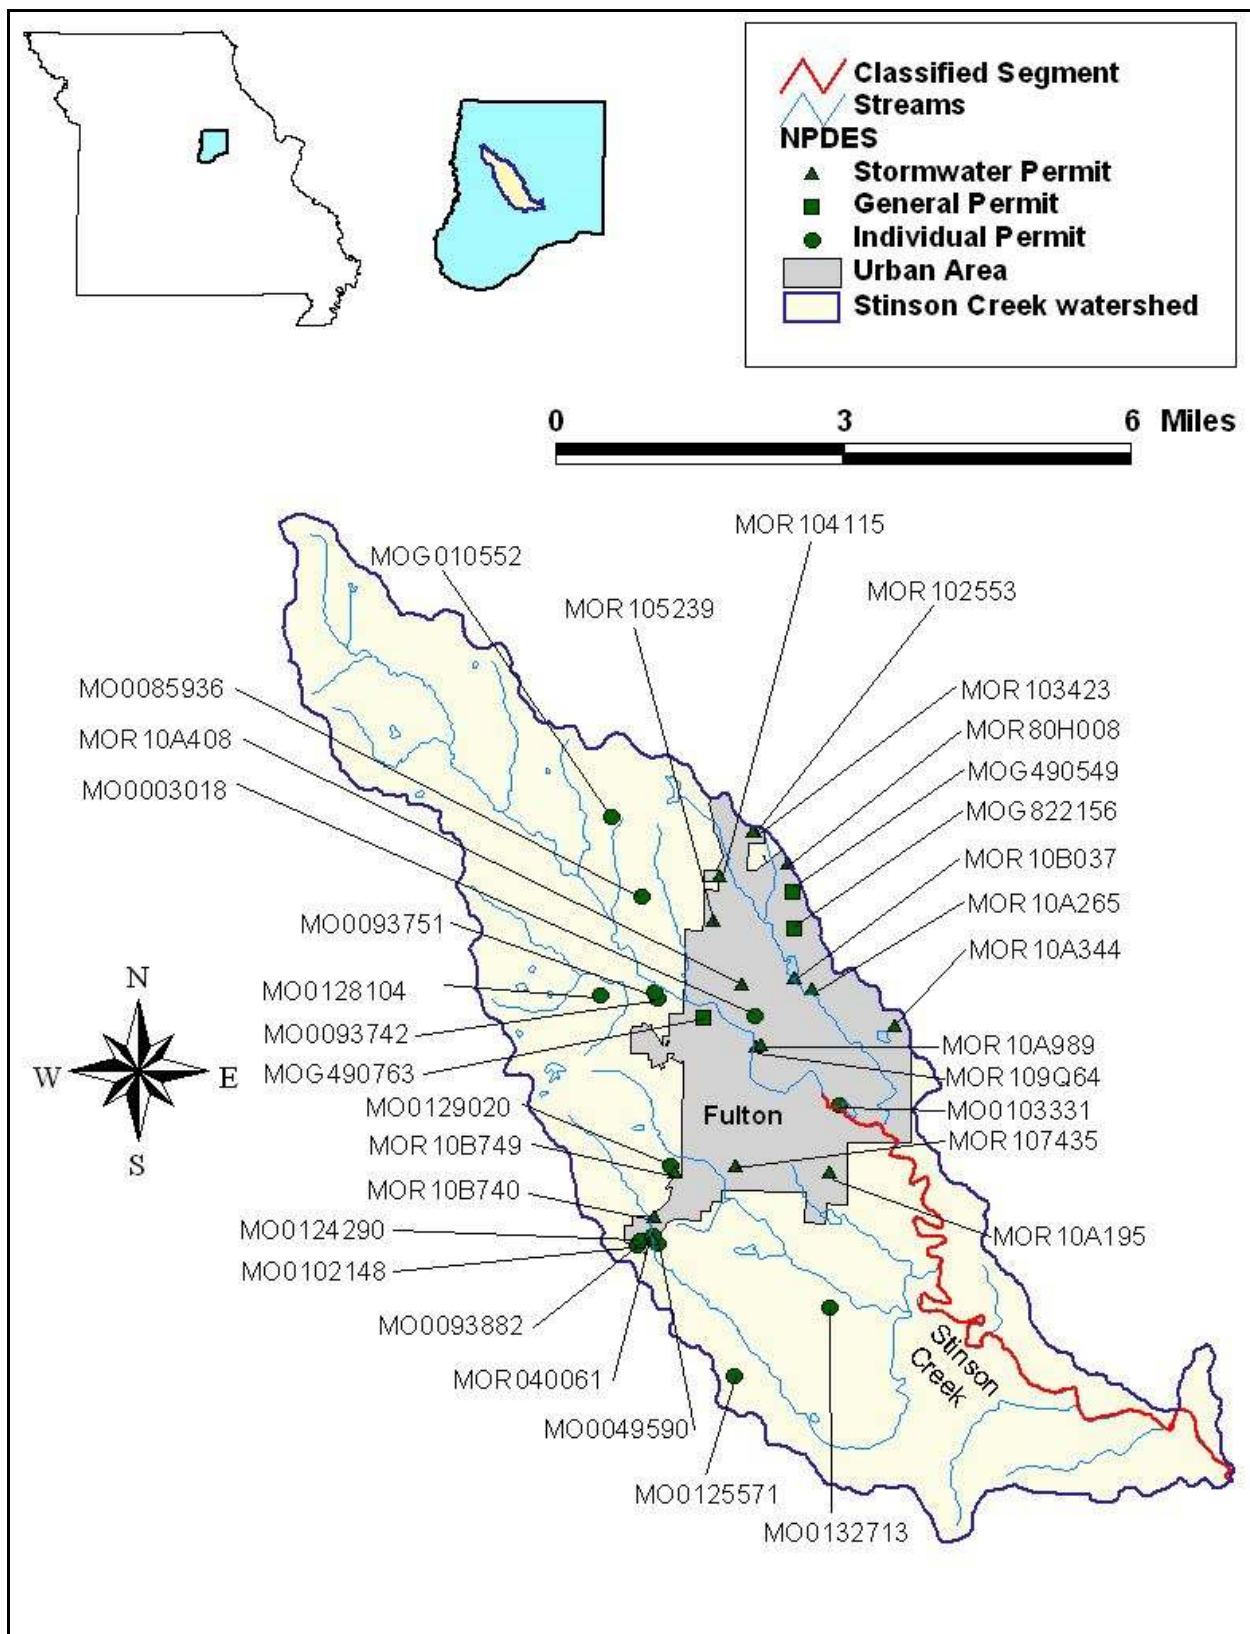 Classified Segment
Streams
NPDES
Stormwater Permit
General Permit
Individual Permit
Urban Area
Stinson Creek watershed
0 3 6 Miles
MOR104115
MOG010552
MOR102553
MOR105239
MO0085936
MOR103423
MOR10A408
MOR80H008
MO0003018
MOG490549
MOG822156
MOR10B037
MOR10A265
MO0093751
MOR10A344
MO0128104
MO0093742
MOG490763
MOR10A989
MOR109Q64
MO0129020
MO0103331
MOR10B749
MOR107435
MOR10B740
MO0124290
MOR10A195
MO0102148
MO0093882
MOR040061
MO0049590
MO0125571
MO0132713
N
W
E
S
Fulton
Stinson
Creek